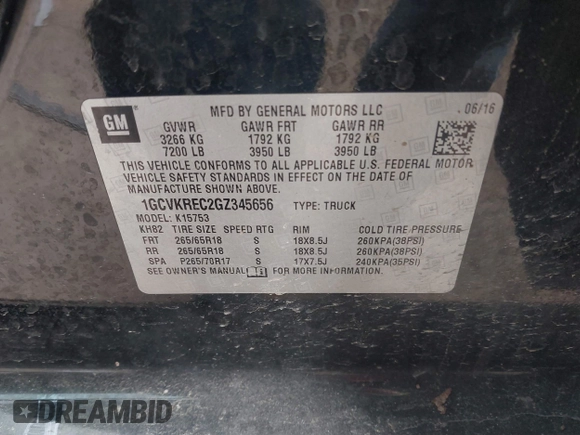 GM MFD BY GENERAL MOTORS LLC 06/16
GVWR GAWR FRT GAWR RR
3266 KG 1792 KG 1792 KG
7200 LB 3950 LB 3950 LB
THIS VEHICLE CONFORMS TO ALL APPLICABLE U.S. FEDERAL MOTOR
VEHICLE SAFETY STANDARDS IN EFFECT ON THE DATE OF
MANUFACTURE SHOWN ABOVE.
1GCVKREC2GZ345656 TYPE: TRUCK
MODEL: K15753
KH82 TIRE SIZE SPEED RTG RIM COLD TIRE PRESSURE
FRT 265/65R18 S 18X8.5J 260KPA(38PSI)
RR 265/65R18 S 18X8.5J 260KPA(38PSI)
SPA P265/70R17 S 17X7.5J 240KPA(35PSI)
SEE OWNER'S MANUAL FOR MORE INFORMATION.
DREAMBID